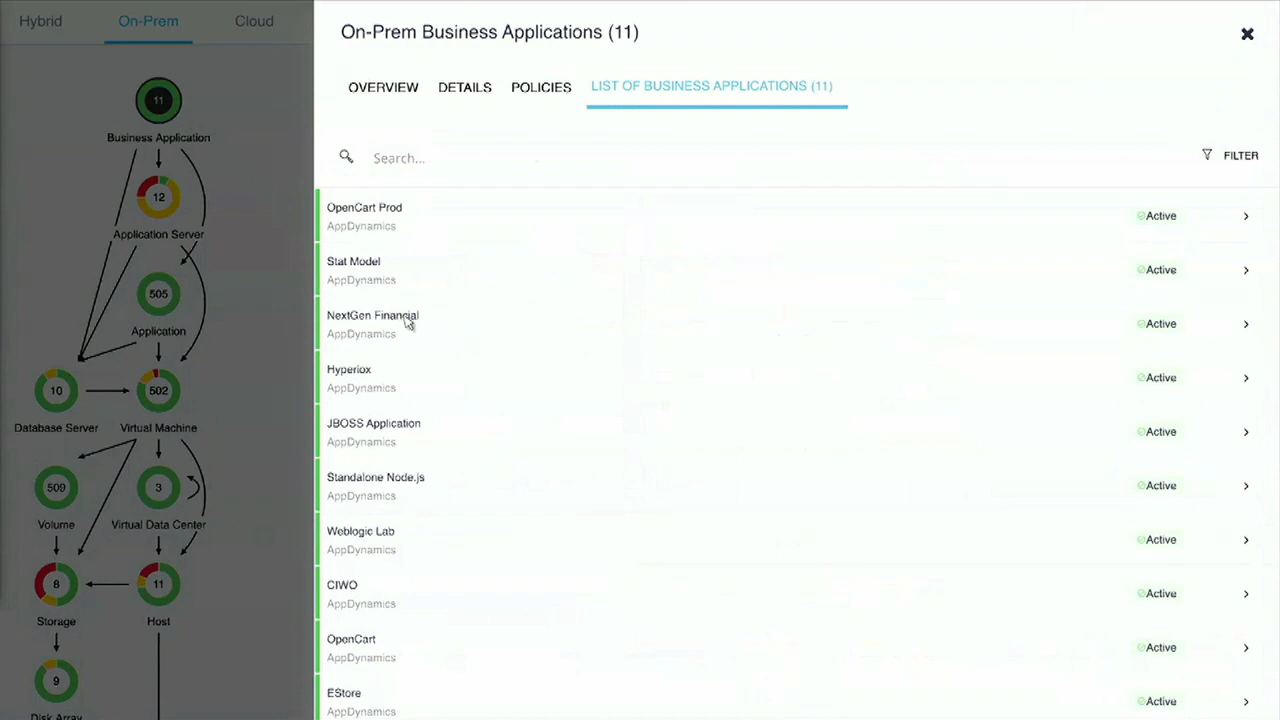 Hybrid
On-Prem
Cloud
11
Business Application
12
Application Server
505
Application
10
502
Database Server
Virtual Machine
509
3
Volume
Virtual Data Center
8
11
Storage
Host
9
Disk Array
On-Prem Business Applications (11)
OVERVIEW
DETAILS
POLICIES
LIST OF BUSINESS APPLICATIONS (11)
Search...
FILTER
OpenCart Prod
AppDynamics
Active
Stat Model
AppDynamics
Active
NextGen Financial
AppDynamics
Active
Hyperiox
AppDynamics
Active
JBOSS Application
AppDynamics
Active
Standalone Node.js
AppDynamics
Active
Weblogic Lab
AppDynamics
Active
CIWO
AppDynamics
Active
OpenCart
AppDynamics
Active
EStore
AppDynamics
Active